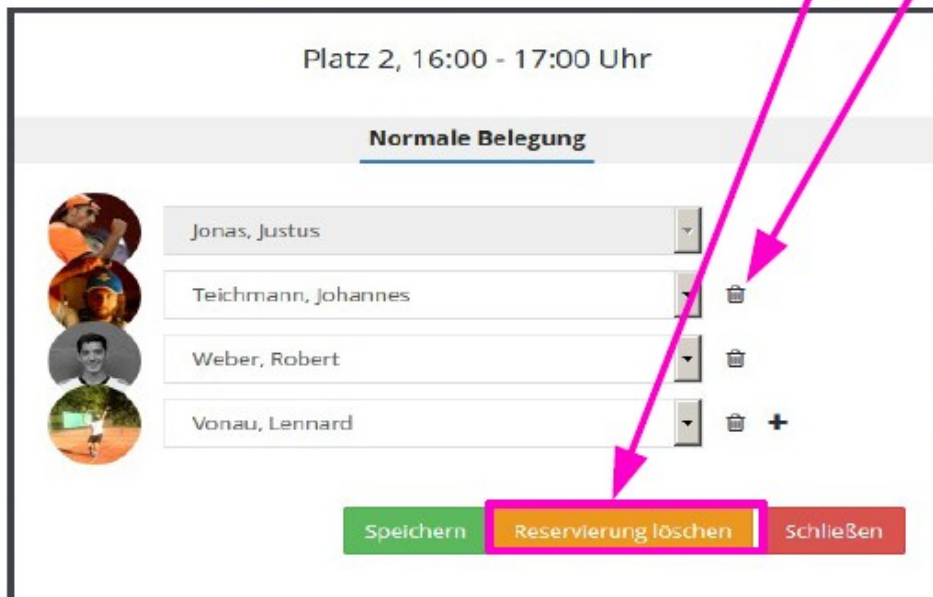 Platz 2, 16:00 - 17:00 Uhr
Normale Belegung
Jonas, Justus
Teichmann, Johannes
Weber, Robert
Vonau, Lennard
Speichern Reservierung löschen Schließen